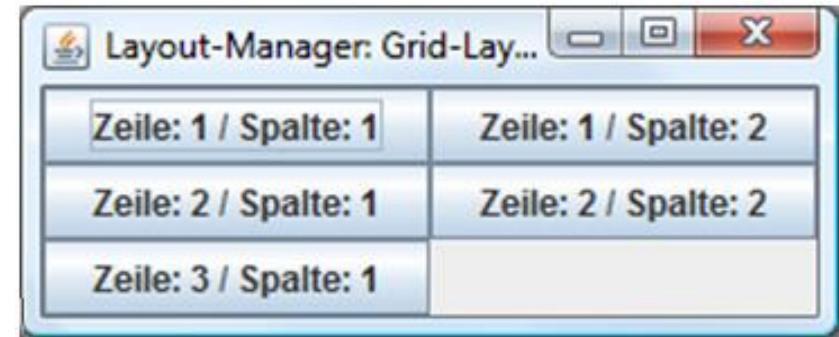 Layout-Manager: Grid-Lay...
Zeile: 1 / Spalte: 1 Zeile: 1 / Spalte: 2
Zeile: 2 / Spalte: 1 Zeile: 2 / Spalte: 2
Zeile: 3 / Spalte: 1